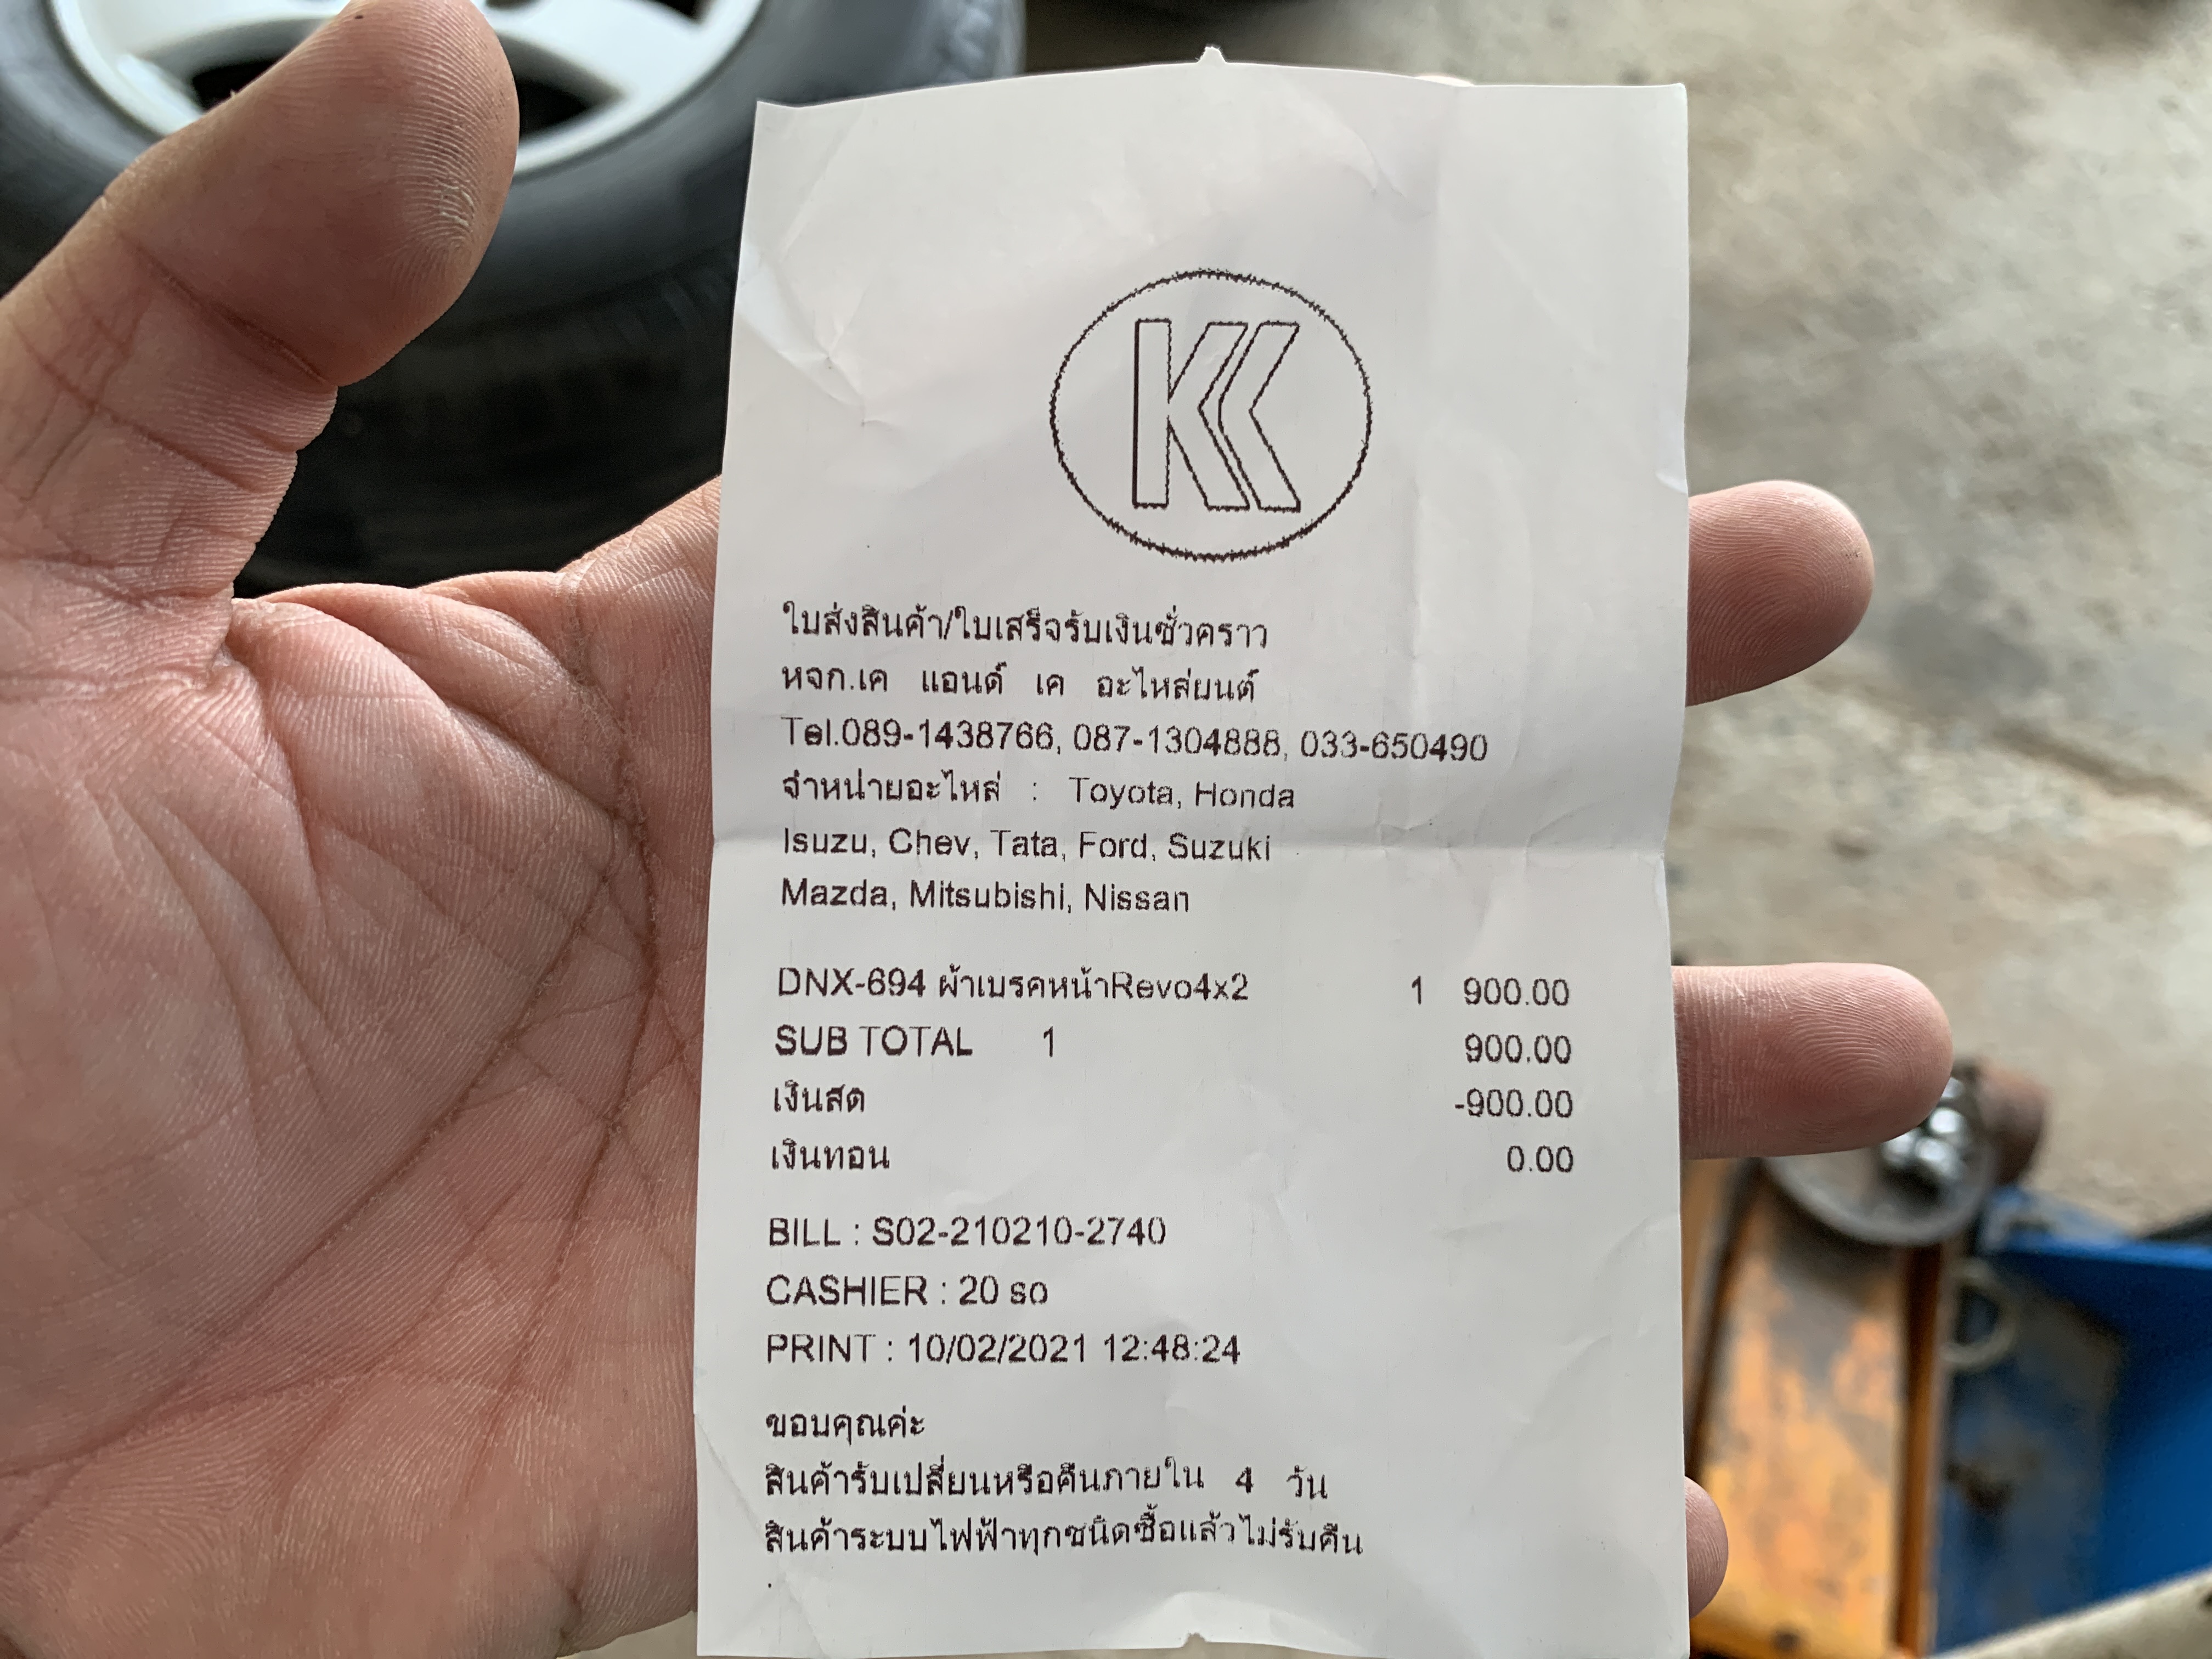 KK
ใบส่งสินค้า/ใบเสร็จรับเงินชั่วคราว
หจก.เค แอนด์ เค อะไหล่ยนต์
Tel.089-1438766, 087-1304888, 033-650490
จำหน่ายอะไหล่ : Toyota, Honda
Isuzu, Chev, Tata, Ford, Suzuki
Mazda, Mitsubishi, Nissan
DNX-694 ผ้าเบรคหน้าRevo4x2 1 900.00
SUB TOTAL 1 900.00
เงินสด -900.00
เงินทอน 0.00
BILL : S02-210210-2740
CASHIER : 20 so
PRINT : 10/02/2021 12:48:24
ขอบคุณค่ะ
สินค้ารับเปลี่ยนหรือคืนภายใน 4 วัน
สินค้าระบบไฟฟ้าทุกชนิดซื้อแล้วไม่รับคืน
.